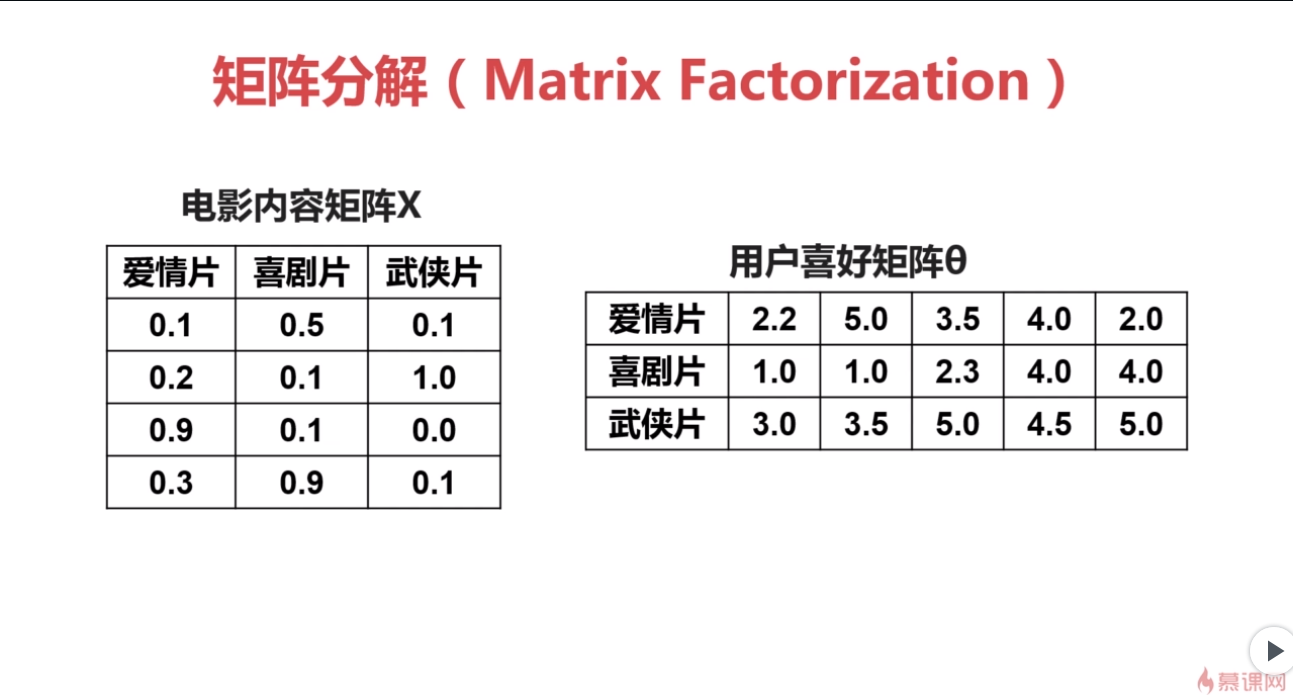 矩阵分解（Matrix Factorization）
电影内容矩阵X
爱情片 喜剧片 武侠片
0.1 0.5 0.1
0.2 0.1 1.0
0.9 0.1 0.0
0.3 0.9 0.1
用户喜好矩阵θ
爱情片 2.2 5.0 3.5 4.0 2.0
喜剧片 1.0 1.0 2.3 4.0 4.0
武侠片 3.0 3.5 5.0 4.5 5.0
慕课网